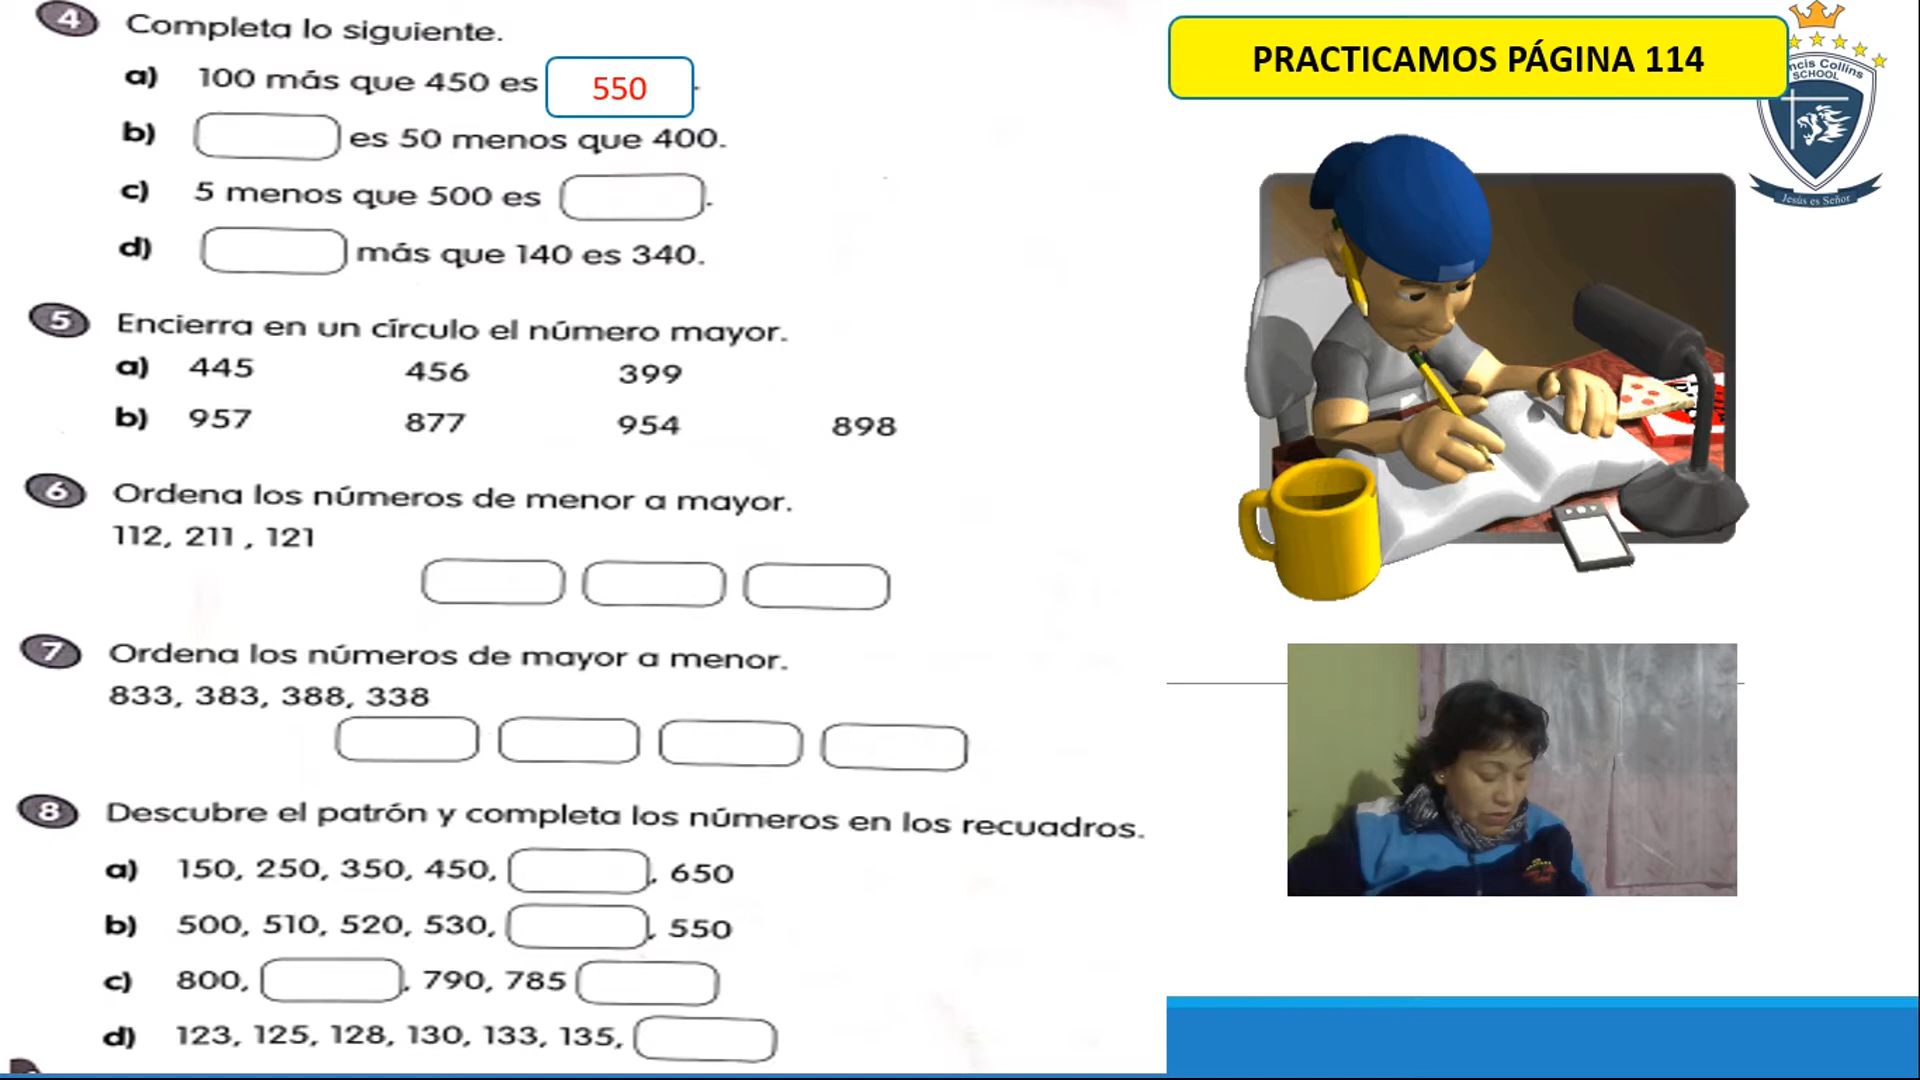 4 Completa lo siguiente.
a) 100 más que 450 es 550.
b) es 50 menos que 400.
c) 5 menos que 500 es .
d) más que 140 es 340.
5 Encierra en un círculo el número mayor.
a) 445 456 399
b) 957 877 954 898
6 Ordena los números de menor a mayor.
112, 211 , 121
7 Ordena los números de mayor a menor.
833, 383, 388, 338
8 Descubre el patrón y completa los números en los recuadros.
a) 150, 250, 350, 450, , 650
b) 500, 510, 520, 530, , 550
c) 800, , 790, 785
d) 123, 125, 128, 130, 133, 135,
PRACTICAMOS PÁGINA 114
ncis Collins
SCHOOL
Jesús es Señor